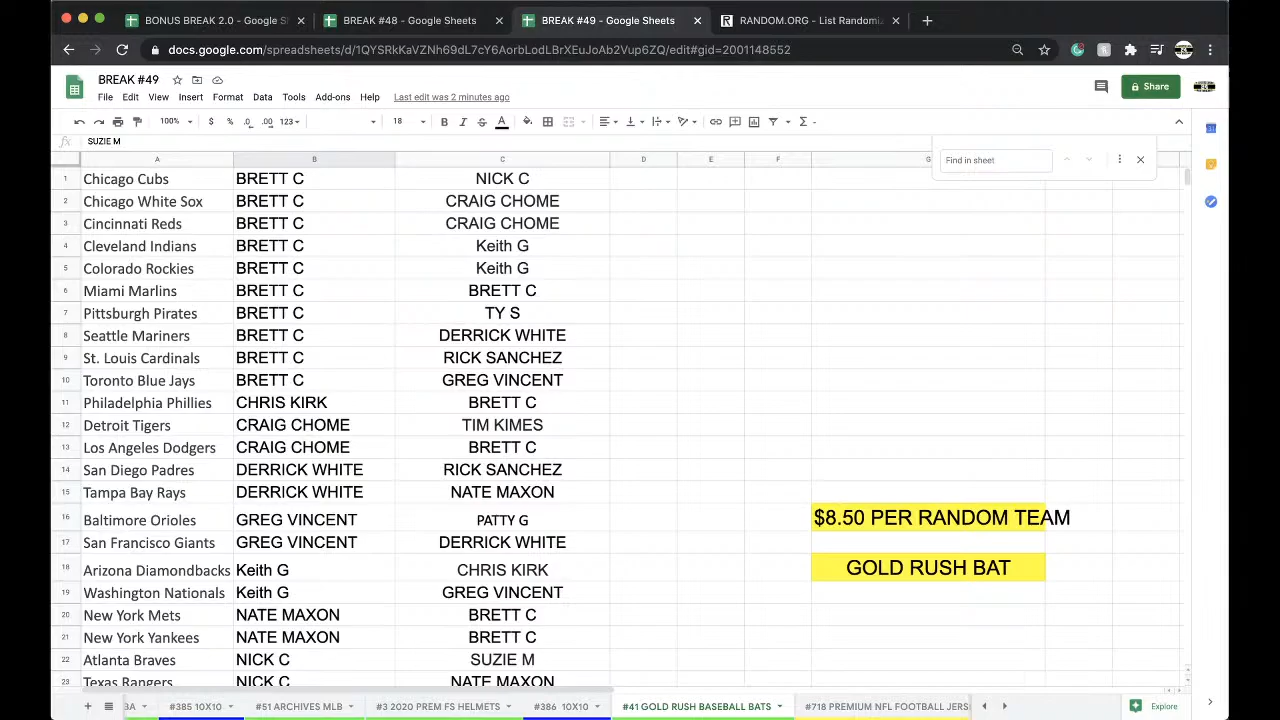 BONUS BREAK 2.0 - Google S
BREAK #48 - Google Sheets
BREAK #49 - Google Sheets
RANDOM.ORG - List Randomi
docs.google.com/spreadsheets/d/1QYSRkKaVZNh69dL7cY6AorbLodLBrXEuJoAb2Vup6ZQ/edit#gid=2001148552
BREAK #49
File Edit View Insert Format Data Tools Add-ons Help Last edit was 2 minutes ago
Share
100% $ % .0 .00 123 18 B I S A
fx SUZIE M
Find in sheet
A B C D E F G
1 Chicago Cubs BRETT C NICK C
2 Chicago White Sox BRETT C CRAIG CHOME
3 Cincinnati Reds BRETT C CRAIG CHOME
4 Cleveland Indians BRETT C Keith G
5 Colorado Rockies BRETT C Keith G
6 Miami Marlins BRETT C BRETT C
7 Pittsburgh Pirates BRETT C TY S
8 Seattle Mariners BRETT C DERRICK WHITE
9 St. Louis Cardinals BRETT C RICK SANCHEZ
10 Toronto Blue Jays BRETT C GREG VINCENT
11 Philadelphia Phillies CHRIS KIRK BRETT C
12 Detroit Tigers CRAIG CHOME TIM KIMES
13 Los Angeles Dodgers CRAIG CHOME BRETT C
14 San Diego Padres DERRICK WHITE RICK SANCHEZ
15 Tampa Bay Rays DERRICK WHITE NATE MAXON
16 Baltimore Orioles GREG VINCENT PATTY G $8.50 PER RANDOM TEAM
17 San Francisco Giants GREG VINCENT DERRICK WHITE
18 Arizona Diamondbacks Keith G CHRIS KIRK GOLD RUSH BAT
19 Washington Nationals Keith G GREG VINCENT
20 New York Mets NATE MAXON BRETT C
21 New York Yankees NATE MAXON BRETT C
22 Atlanta Braves NICK C SUZIE M
23 Texas Rangers NICK C NATE MAXON
3A #385 10X10 #51 ARCHIVES MLB #3 2020 PREM FS HELMETS #386 10X10 #41 GOLD RUSH BASEBALL BATS #718 PREMIUM NFL FOOTBALL JERS Explore